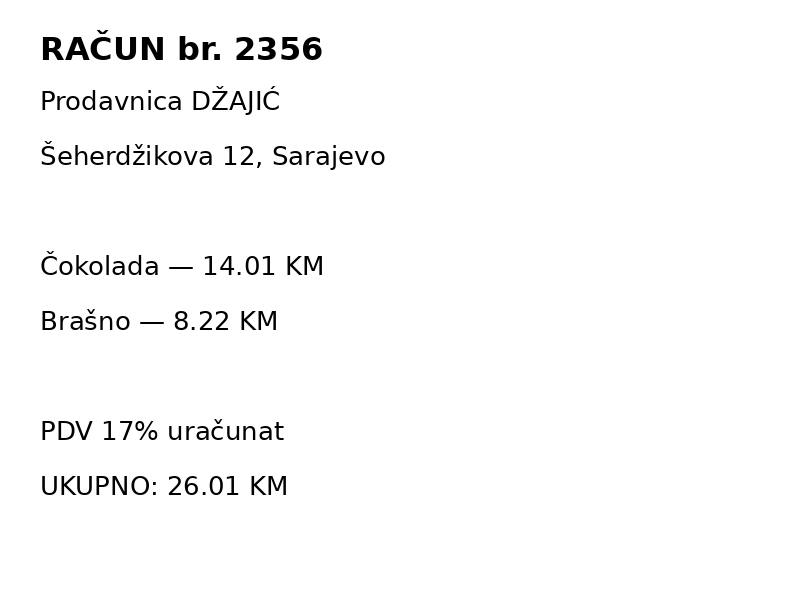 RAČUN br. 2356
Prodavnica DŽAJIĆ
Šeherdžikova 12, Sarajevo
Čokolada — 14.01 KM
Brašno — 8.22 KM
PDV 17% uračunat
UKUPNO: 26.01 KM